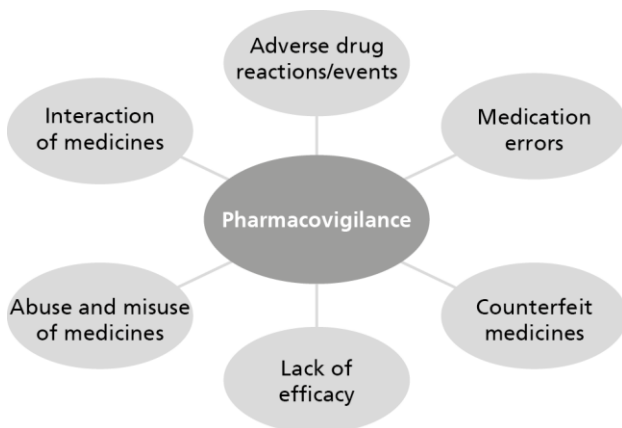 Adverse drug
reactions/events
Interaction
of medicines
Medication
errors
Pharmacovigilance
Abuse and misuse
of medicines
Counterfeit
medicines
Lack of
efficacy